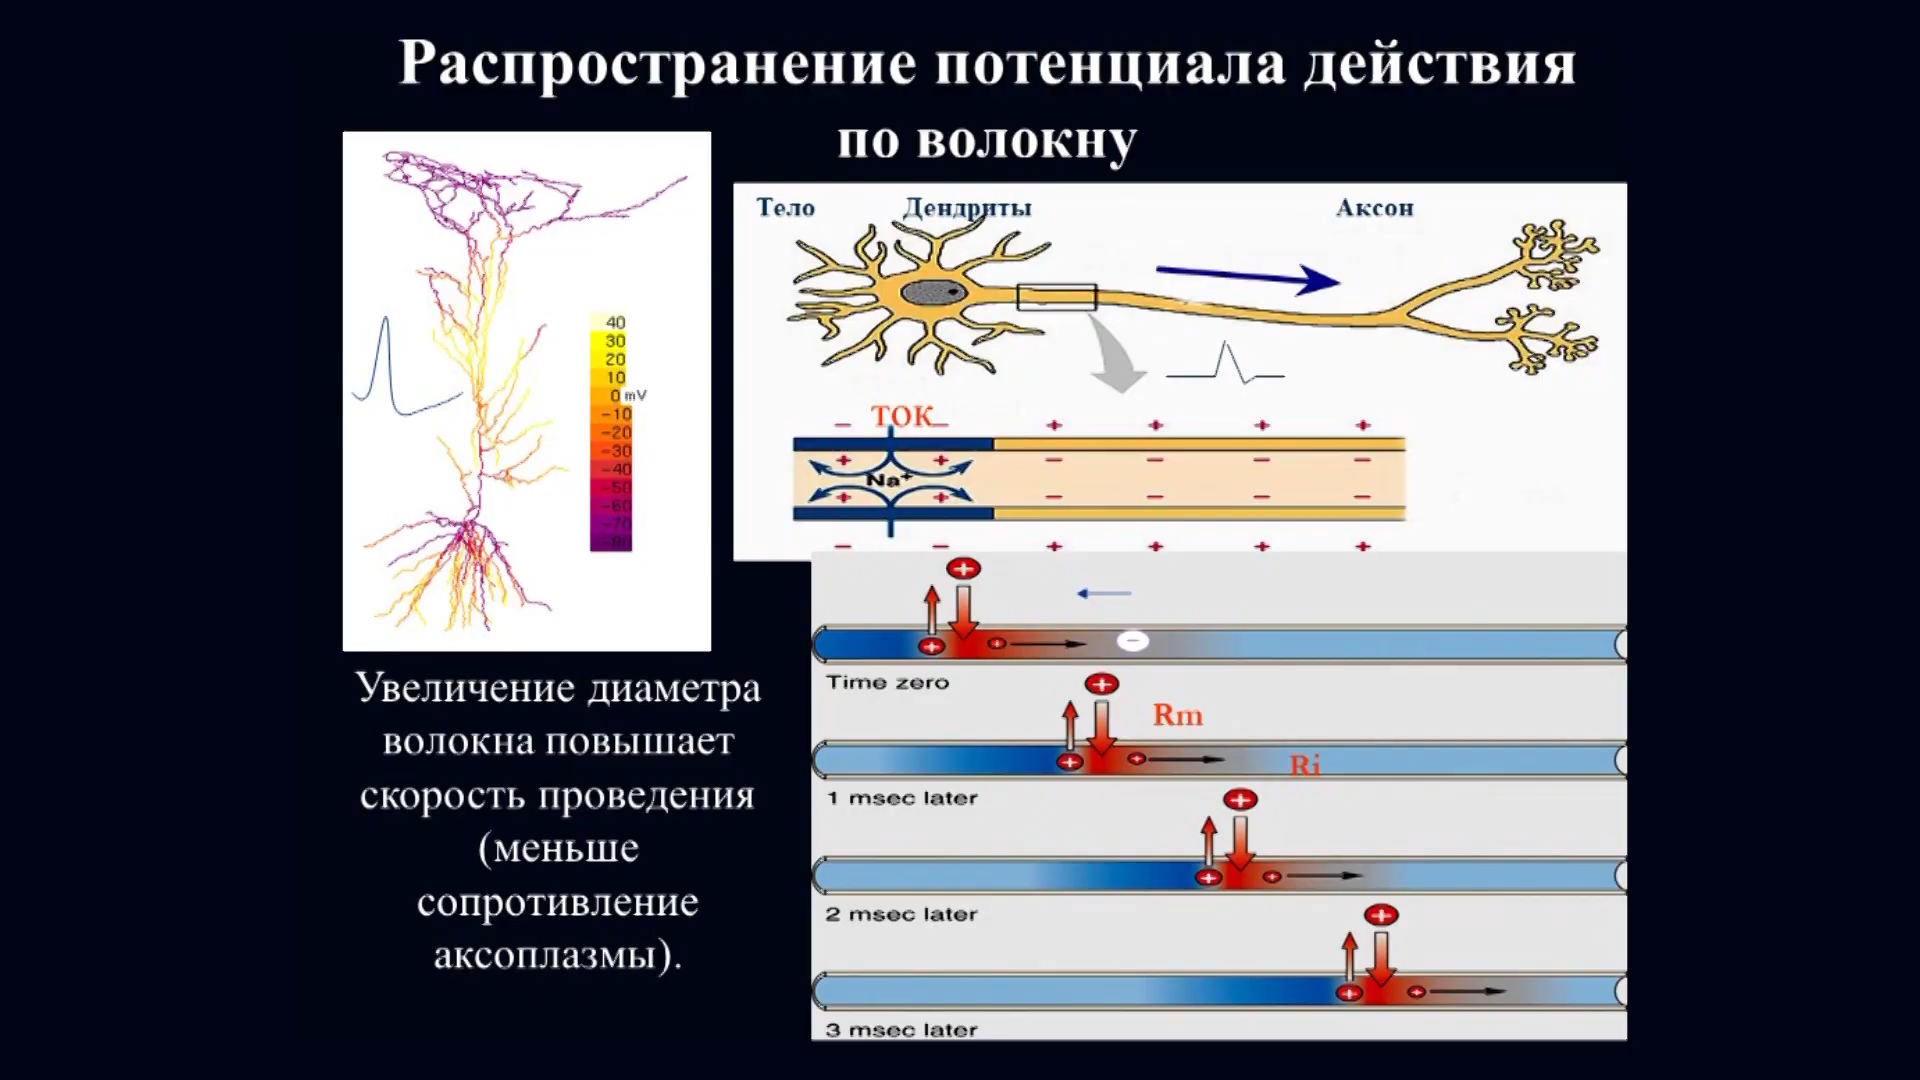 Распространение потенциала действия
по волокну
Тело Дендриты Аксон
40
30
20
10
0 mV
-10
-20
-30
-40
-50
-60
-70
-80
ТОК
Na+
Time zero
Rm
Ri
1 msec later
2 msec later
3 msec later
Увеличение диаметра
волокна повышает
скорость проведения
(меньше
сопротивление
аксоплазмы).